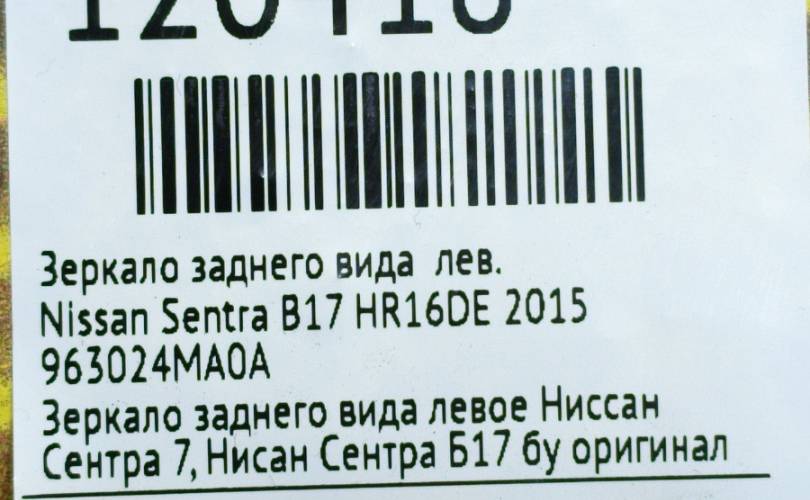 120418
Зеркало заднего вида лев.
Nissan Sentra B17 HR16DE 2015
963024MA0A
Зеркало заднего вида левое Ниссан
Сентра 7, Нисан Сентра Б17 бу оригинал